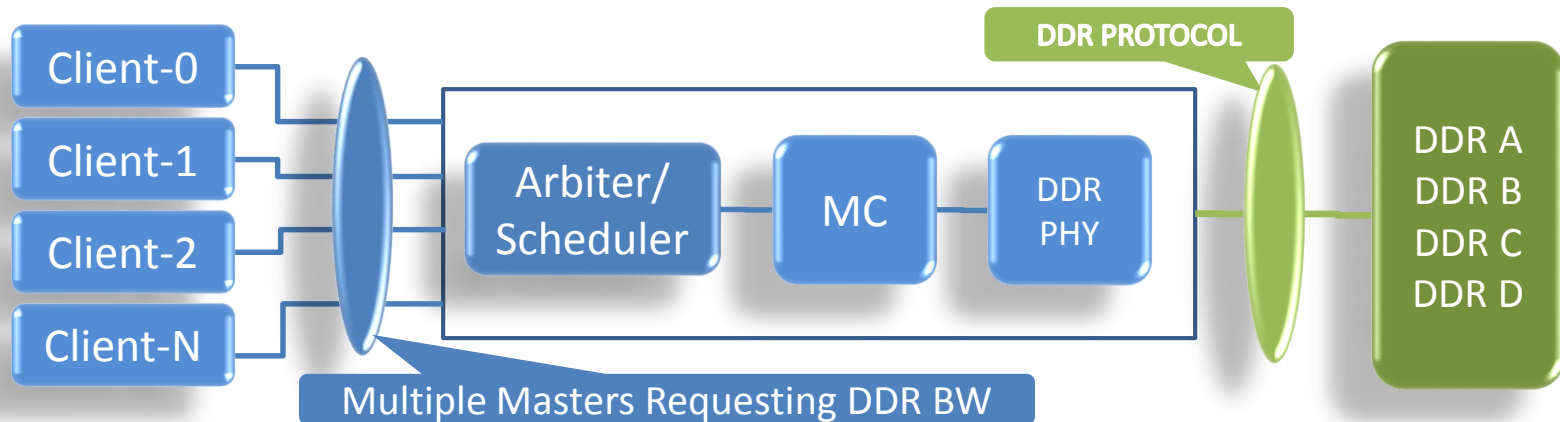 Client-0
Client-1
Client-2
Client-N
Multiple Masters Requesting DDR BW
Arbiter/
Scheduler
MC
DDR
PHY
DDR PROTOCOL
DDR A
DDR B
DDR C
DDR D